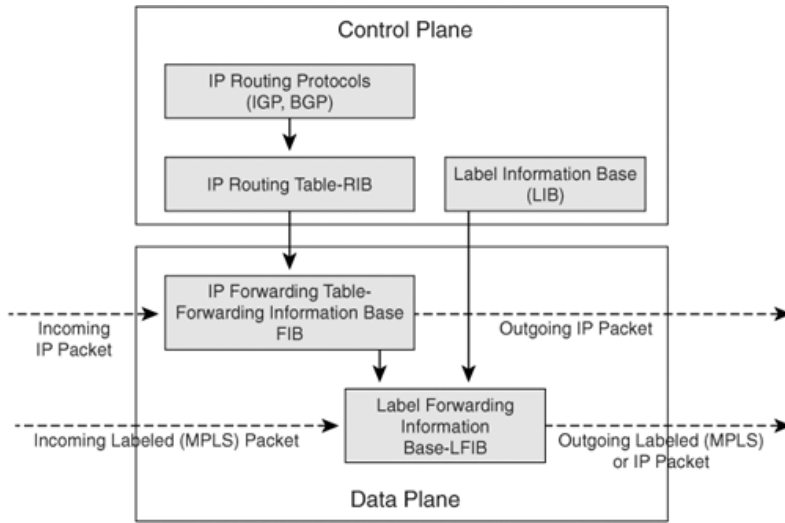 Control Plane
IP Routing Protocols
(IGP, BGP)
IP Routing Table-RIB
Label Information Base
(LIB)
IP Forwarding Table-
Forwarding Information Base
FIB
Incoming
IP Packet
Outgoing IP Packet
Label Forwarding
Information
Base-LFIB
Incoming Labeled (MPLS) Packet
Outgoing Labeled (MPLS)
or IP Packet
Data Plane